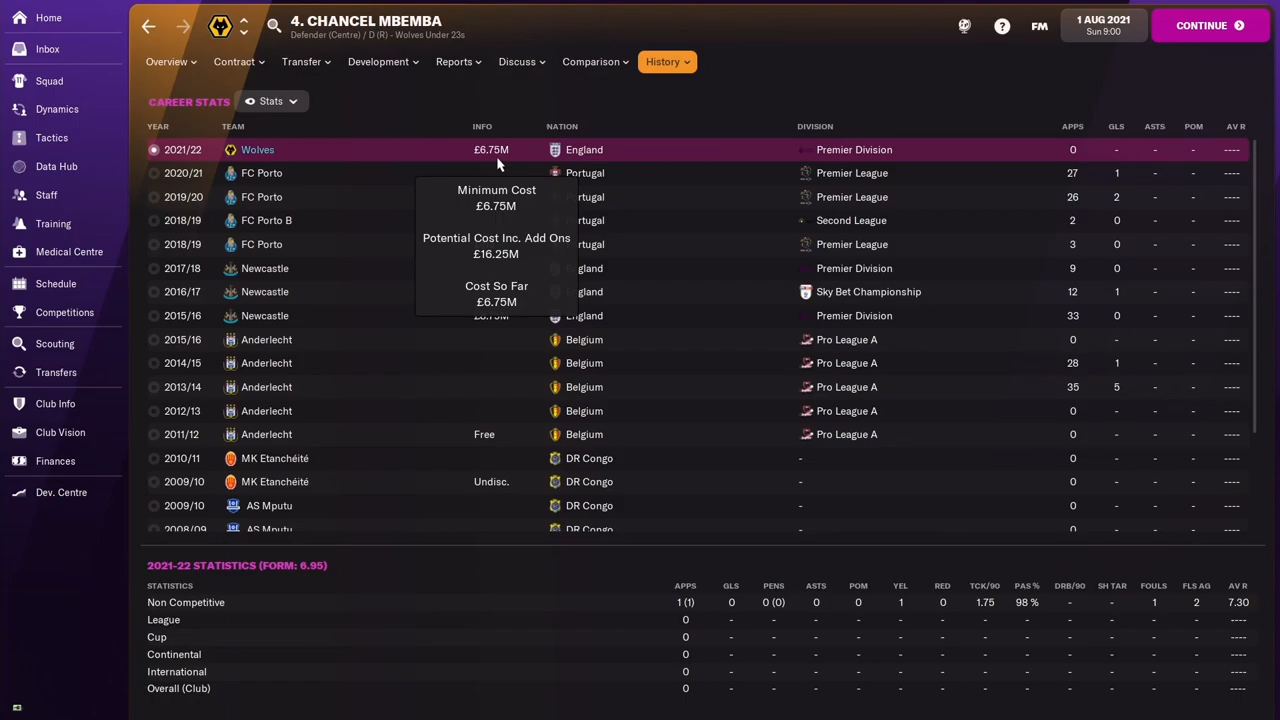 Home
Inbox
Squad
Dynamics
Tactics
Data Hub
Staff
Training
Medical Centre
Schedule
Competitions
Scouting
Transfers
Club Info
Club Vision
Finances
Dev. Centre
4. CHANCEL MBEMBA
Defender (Centre) / D (R) - Wolves Under 23s
? FM
1 AUG 2021
Sun 9:00
CONTINUE
Overview Contract Transfer Development Reports Discuss Comparison History
CAREER STATS Stats
YEAR TEAM INFO NATION DIVISION APPS GLS ASTS POM AV R
2021/22 Wolves £6.75M England Premier Division 0 - - - ----
2020/21 FC Porto Portugal Premier League 27 1 - - ----
2019/20 FC Porto Portugal Premier League 26 2 - - ----
2018/19 FC Porto B Portugal Second League 2 0 - - ----
2018/19 FC Porto Portugal Premier League 3 0 - - ----
2017/18 Newcastle England Premier Division 9 0 - - ----
2016/17 Newcastle England Sky Bet Championship 12 1 - - ----
2015/16 Newcastle England Premier Division 33 0 - - ----
2015/16 Anderlecht Belgium Pro League A 0 - - - ----
2014/15 Anderlecht Belgium Pro League A 28 1 - - ----
2013/14 Anderlecht Belgium Pro League A 35 5 - - ----
2012/13 Anderlecht Belgium Pro League A 0 - - - ----
2011/12 Anderlecht Free Belgium Pro League A 0 - - - ----
2010/11 MK Etanchéité DR Congo - 0 - - - ----
2009/10 MK Etanchéité Undisc. DR Congo - 0 - - - ----
2009/10 AS Mputu DR Congo - 0 - - - ----
2008/09 AS Mputu DR Congo - 0 - - - ----
Minimum Cost
£6.75M
Potential Cost Inc. Add Ons
£16.25M
Cost So Far
£6.75M
2021-22 STATISTICS (FORM: 6.95)
STATISTICS APPS GLS PENS ASTS POM YEL RED TCK/90 PAS % DRB/90 SH TAR FOULS FLS AG AV R
Non Competitive 1 (1) 0 0 (0) 0 0 1 0 1.75 98 % - - 1 2 7.30
League 0 - - - - - - - - - - - - ----
Cup 0 - - - - - - - - - - - - ----
Continental 0 - - - - - - - - - - - - ----
International 0 - - - - - - - - - - - - ----
Overall (Club) 0 - - - - - - - - - - - - ----